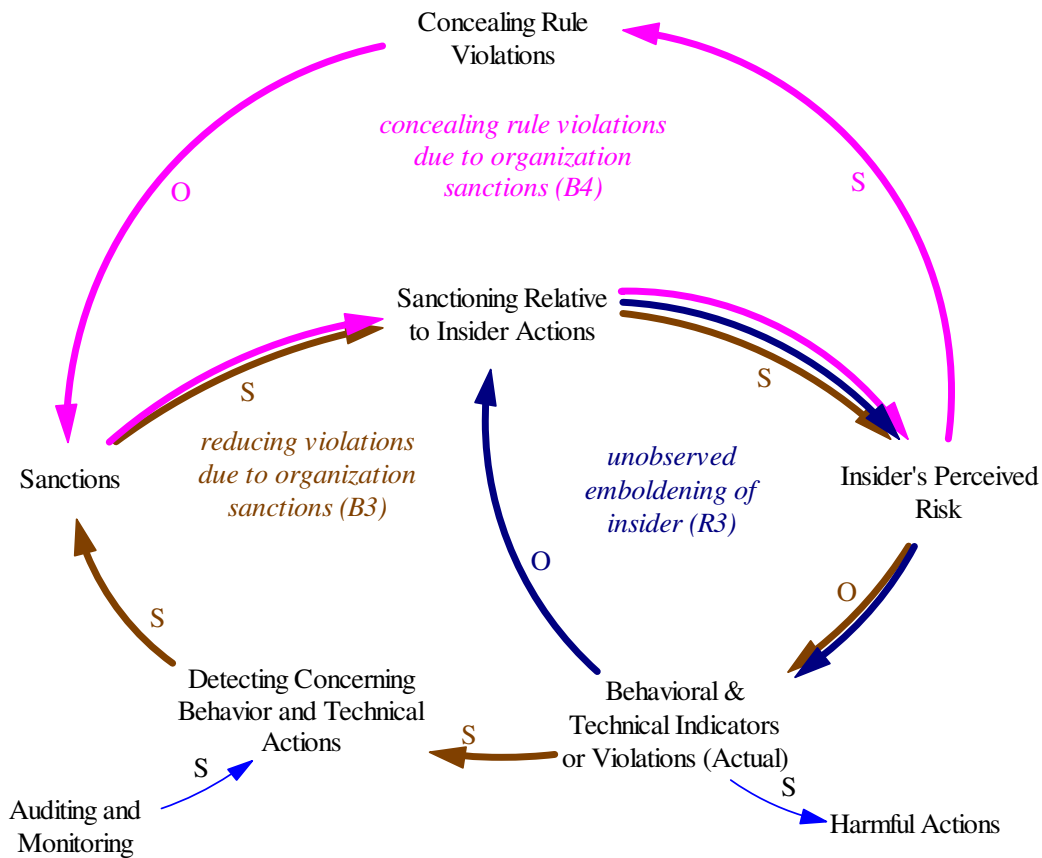 Concealing Rule
Violations
concealing rule violations
due to organization
sanctions (B4)
O
S
Sanctioning Relative
to Insider Actions
S
S
reducing violations
due to organization
sanctions (B3)
unobserved
emboldening of
insider (R3)
Sanctions
Insider's Perceived
Risk
O
O
S
Detecting Concerning
Behavior and Technical
Actions
Behavioral &
Technical Indicators
or Violations (Actual)
S
S
S
Auditing and
Monitoring
Harmful Actions